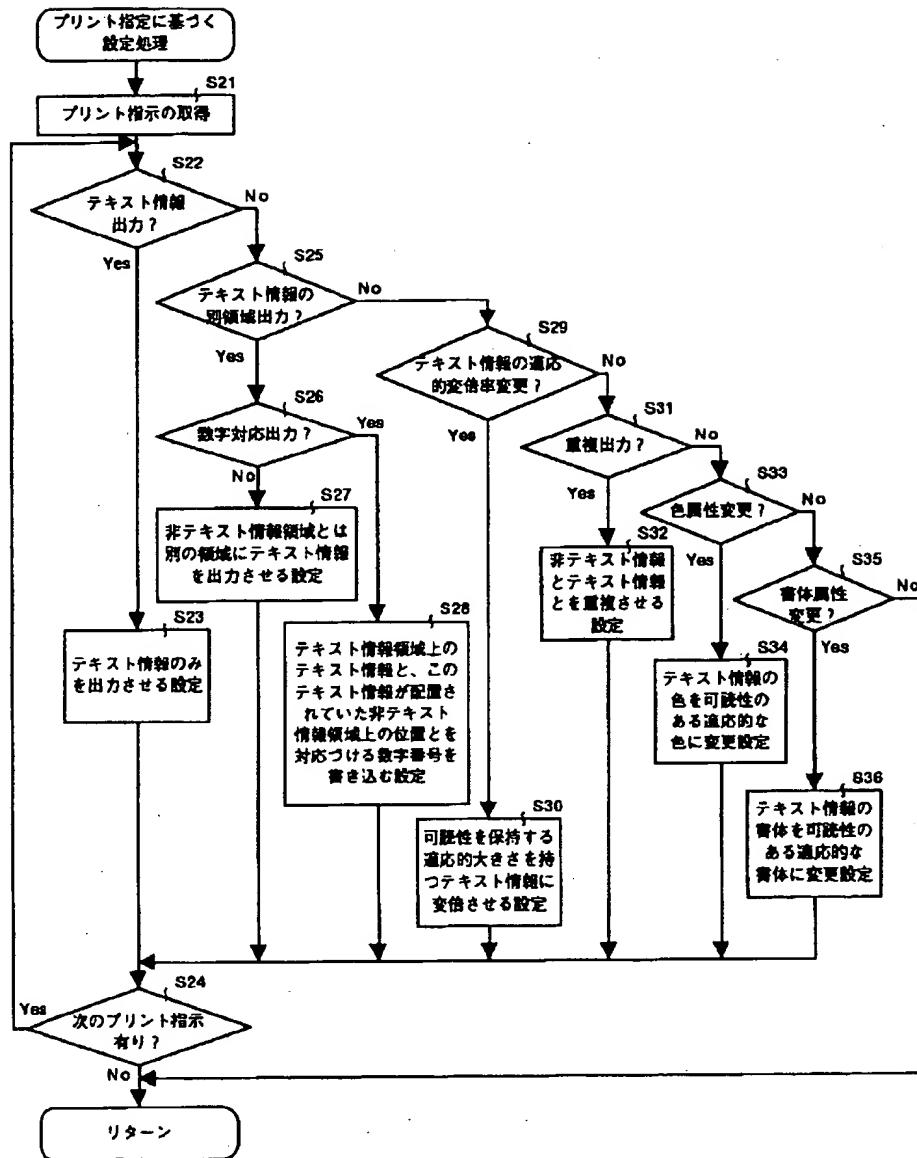 プリント指定に基づく
設定処理
S21
プリント指示の取得
S22
テキスト情報
出力？
No
Yes
S25
テキスト情報の
別領域出力？
No
Yes
S29
テキスト情報の適応
的変倍率変更？
No
Yes
S26
数字対応出力？
Yes
No
S31
重複出力？
No
Yes
S33
色属性変更？
No
Yes
S27
非テキスト情報領域とは
別の領域にテキスト情報
を出力させる設定
S32
非テキスト情報
とテキスト情報
とを重複させる
設定
S35
書体属性
変更？
No
Yes
S23
テキスト情報のみ
を出力させる設定
S28
テキスト情報領域上の
テキスト情報と、この
テキスト情報が配置さ
れていた非テキスト
情報領域上の位置とを
対応づける数字番号を
書き込む設定
S34
テキスト情報の
色を可読性の
ある適応的な
色に変更設定
S30
可読性を保持する
適応的大きさを持
つテキスト情報に
変倍させる設定
S36
テキスト情報の
書体を可読性の
ある適応的な
書体に変更設定
S24
次のプリント指示
有り？
Yes
No
リターン